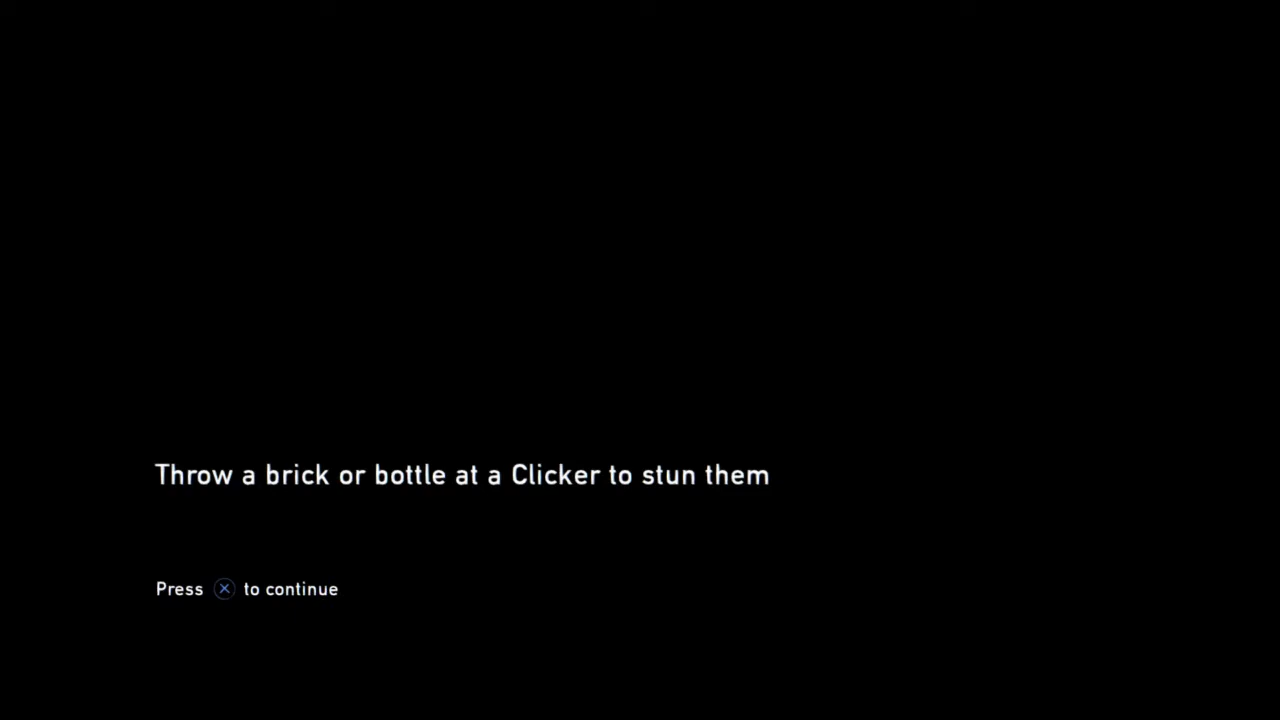 Throw a brick or bottle at a Clicker to stun them
Press ⓧ to continue